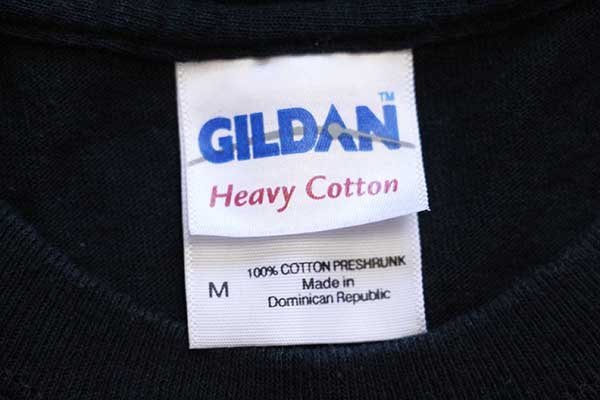 GILDAN™
Heavy Cotton
M
100% COTTON PRESHRUNK
Made in
Dominican Republic